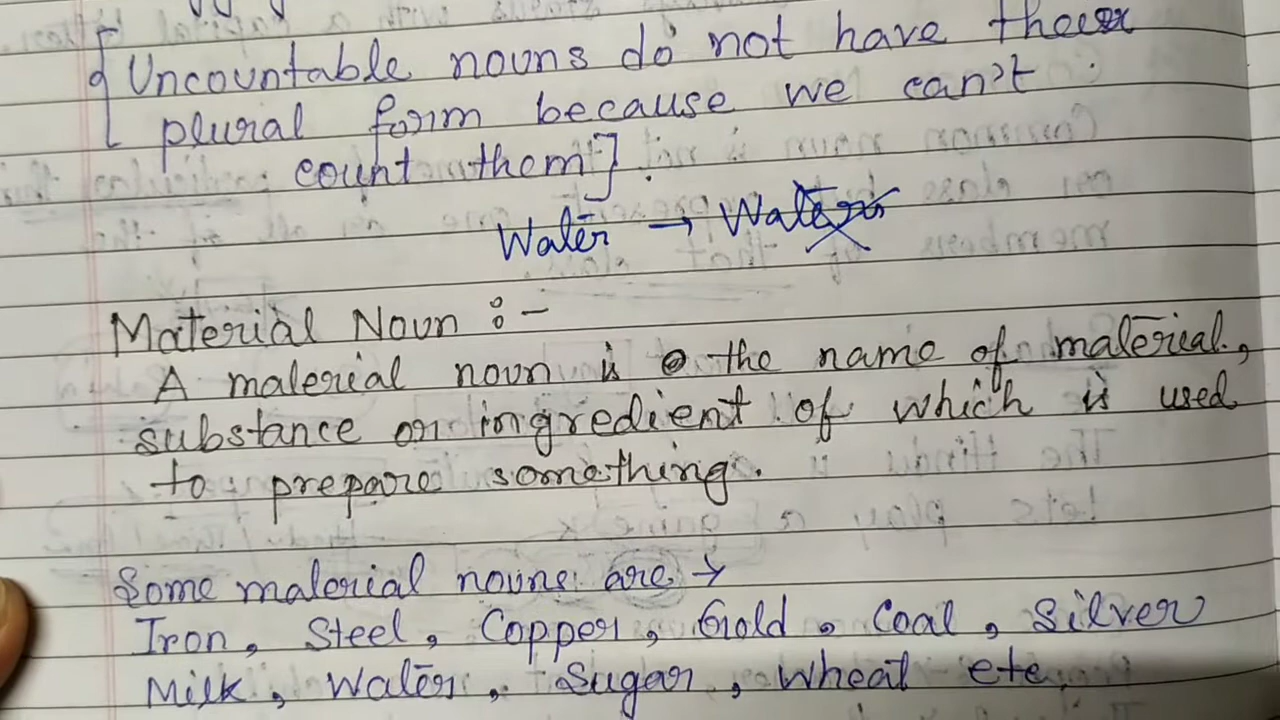 [Uncountable nouns do not have their
plural form because we can't
count them].
Water → Waters
Material Noun :-
A material noun is the name of material,
substance or ingredient of which is used
to prepare something.
Some material nouns are →
Iron, Steel, Copper, Gold, Coal, Silver
Milk, Water, Sugar, Wheat etc.